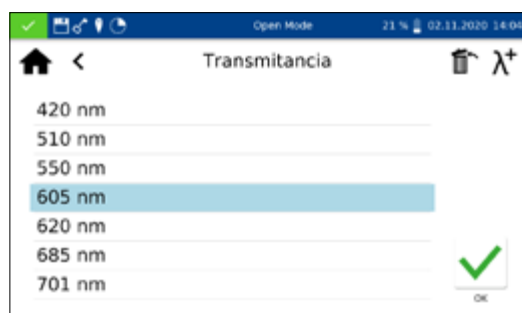 Open Mode 21 % 02.11.2020 14:04
Transmitancia λ+
420 nm
510 nm
550 nm
605 nm
620 nm
685 nm
701 nm
OK